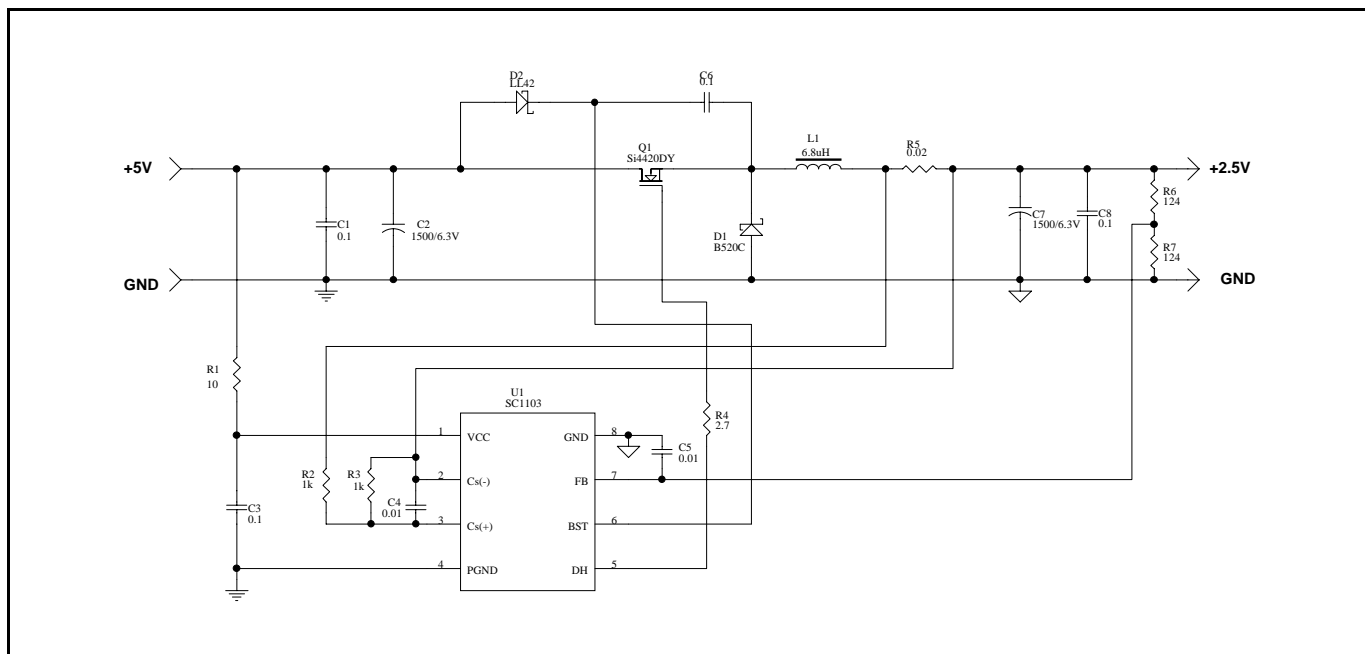 D2
LL42
C6
0.1
Q1
Si4420DY
L1
6.8uH
R5
0.02
+5V
+2.5V
C1
0.1
C2
1500/6.3V
D1
B520C
C7
1500/6.3V
C8
0.1
R6
124
R7
124
GND
GND
R1
10
U1
SC1103
R4
2.7
1
VCC
GND
8
C5
0.01
R2
1k
R3
1k
2
Cs(-)
FB
7
C4
0.01
C3
0.1
3
Cs(+)
BST
6
4
PGND
DH
5